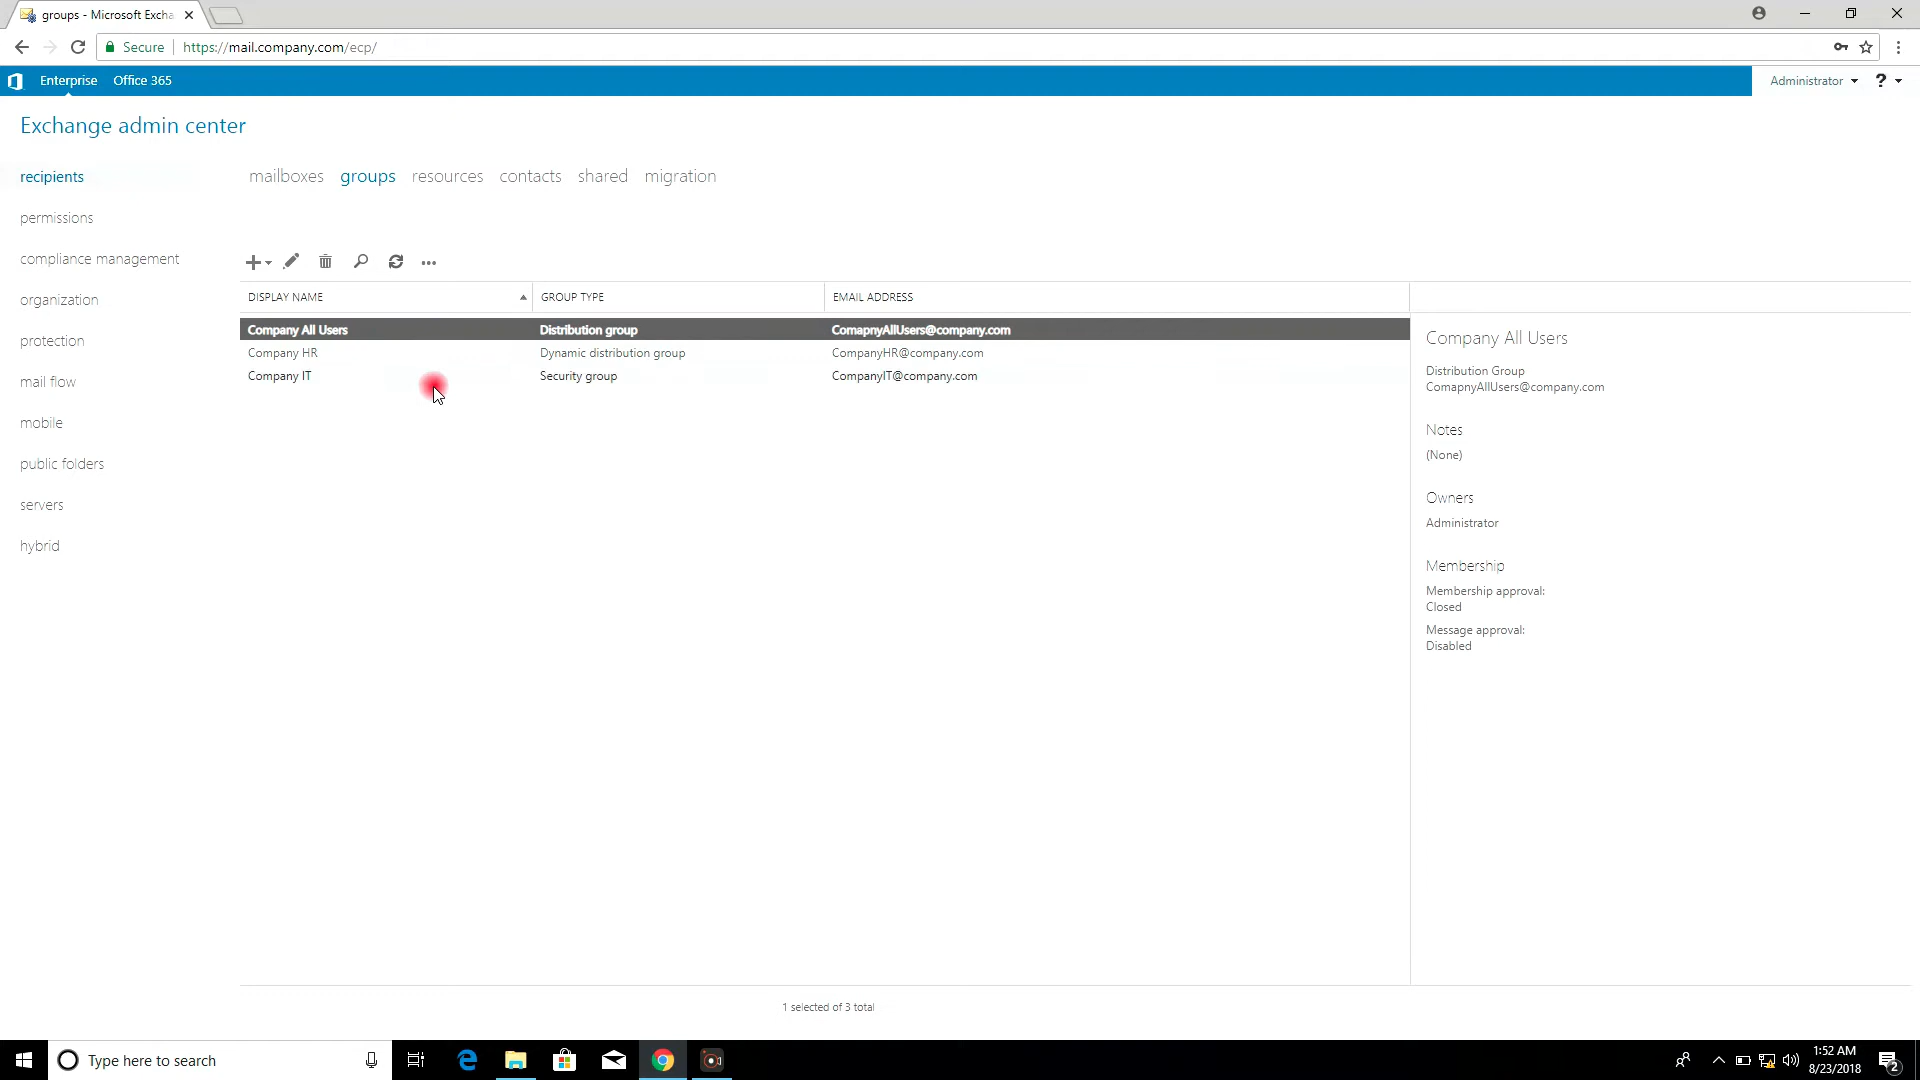 groups - Microsoft Excha
Secure https://mail.company.com/ecp/
Enterprise Office 365 Administrator ?
Exchange admin center
recipients
permissions
compliance management
organization
protection
mail flow
mobile
public folders
servers
hybrid
mailboxes groups resources contacts shared migration
DISPLAY NAME GROUP TYPE EMAIL ADDRESS
Company All Users Distribution group ComapnyAllUsers@company.com
Company HR Dynamic distribution group CompanyHR@company.com
Company IT Security group CompanyIT@company.com
Company All Users
Distribution Group
ComapnyAllUsers@company.com
Notes
(None)
Owners
Administrator
Membership
Membership approval:
Closed
Message approval:
Disabled
1 selected of 3 total
Type here to search
1:52 AM
8/23/2018
2